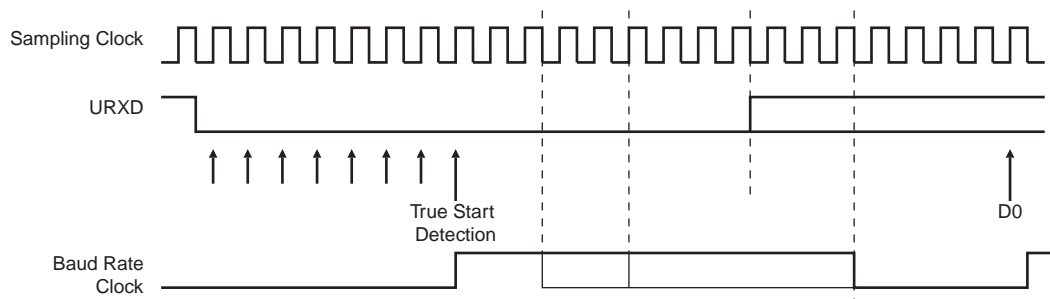 Sampling Clock
URXD
True Start
Detection
D0
Baud Rate
Clock